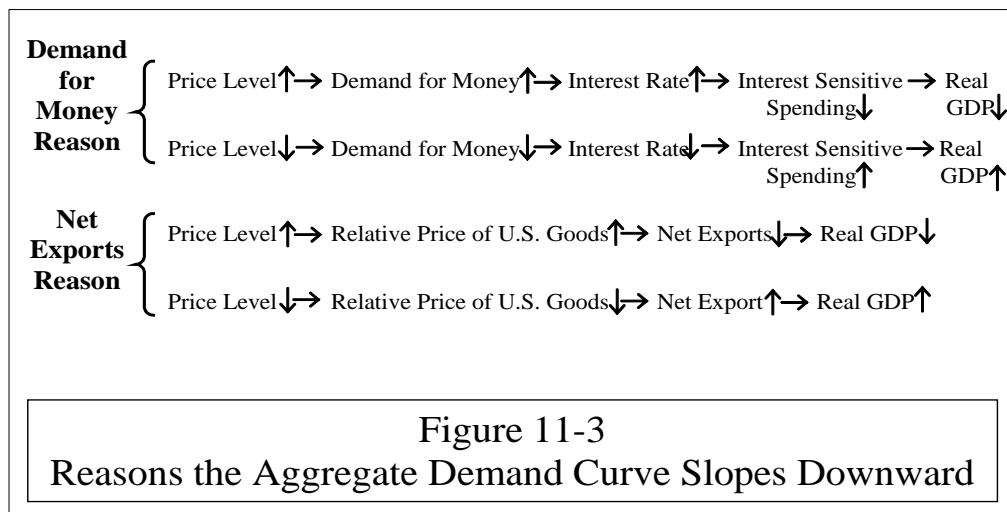 Demand
for
Money
Reason
Price Level↑→ Demand for Money↑→ Interest Rate↑→ Interest Sensitive → Real
Spending↓ GDP↓
Price Level↓→ Demand for Money↓→ Interest Rate↓→ Interest Sensitive → Real
Spending↑ GDP↑
Net
Exports
Reason
Price Level↑→ Relative Price of U.S. Goods↑→ Net Exports↓→ Real GDP↓
Price Level↓→ Relative Price of U.S. Goods↓→ Net Export↑→ Real GDP↑
Figure 11-3
Reasons the Aggregate Demand Curve Slopes Downward